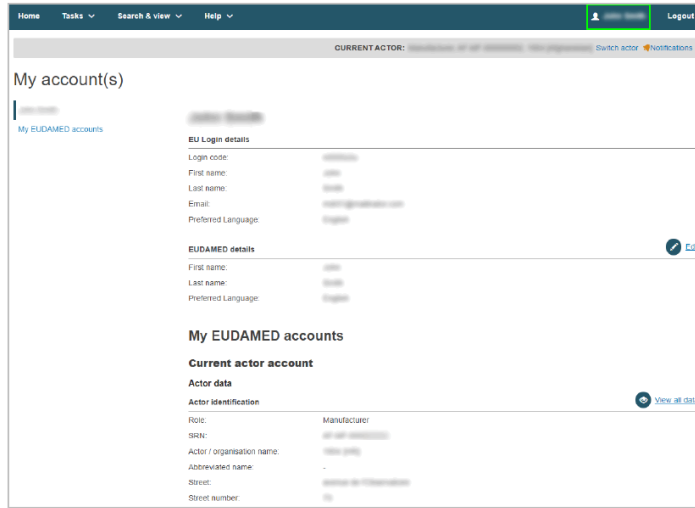 Home Tasks Search & view Help Logout
CURRENT ACTOR: Switch actor Notifications
My account(s)
My EUDAMED accounts
EU Login details
Login code:
First name:
Last name:
Email:
Preferred Language:
EUDAMED details
First name:
Last name:
Preferred Language:
My EUDAMED accounts
Current actor account
Actor data
Actor identification View all dat
Role: Manufacturer
SRN:
Actor / organisation name:
Abbreviated name: -
Street:
Street number: